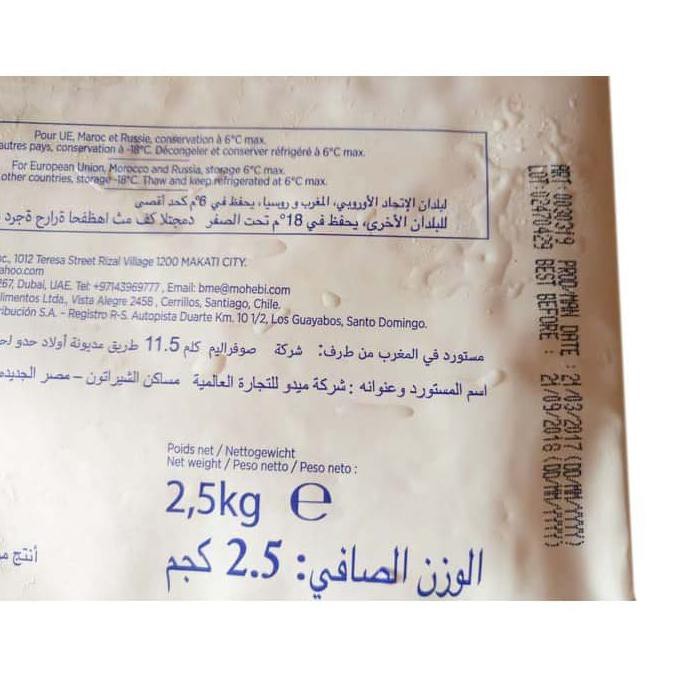 Pour UE, Maroc et Russie, conservation à 6°C max.
autres pays, conservation à -18°C. Décongeler et conserver réfrigéré à 6°C max.
For European Union, Morocco and Russia, storage 6°C max.
other countries, storage -18°C. Thaw and keep refrigerated at 6°C max.
لبلدان الإتحاد الأوروبي، المغرب و روسيا، يحفظ في 6°م كحد أقصى
للبلدان الأخرى، يحفظ في 18°م تحت الصفر
1012 Teresa Street Rizal Village 1200 MAKATI CITY.
ahoo.com
267, Dubai, UAE. Tel: +97143969777, Email: bme@mohebi.com
limentos Ltda., Vista Alegre 2458, Cerrillos, Santiago, Chile.
ribución S.A. - Registro R-S. Autopista Duarte Km. 10 1/2, Los Guayabos, Santo Domingo.
مستورد في المغرب من طرف: شركة صوفراليم كلم 11.5 طريق مديونة أولاد حدو
اسم المستورد وعنوانه : شركة ميدو للتجارة العالمية مساكن الشيراتون - مصر الجديدة
Poids net / Nettogewicht
Net weight / Peso netto / Peso neto :
2,5kg e
الوزن الصافي: 2.5 كجم
أنتج
PROD/MAN DATE : 21/03/2017 (DD/MM/YYYY)
BEST BEFORE : 21/09/2018 (DD/MM/YYYY)